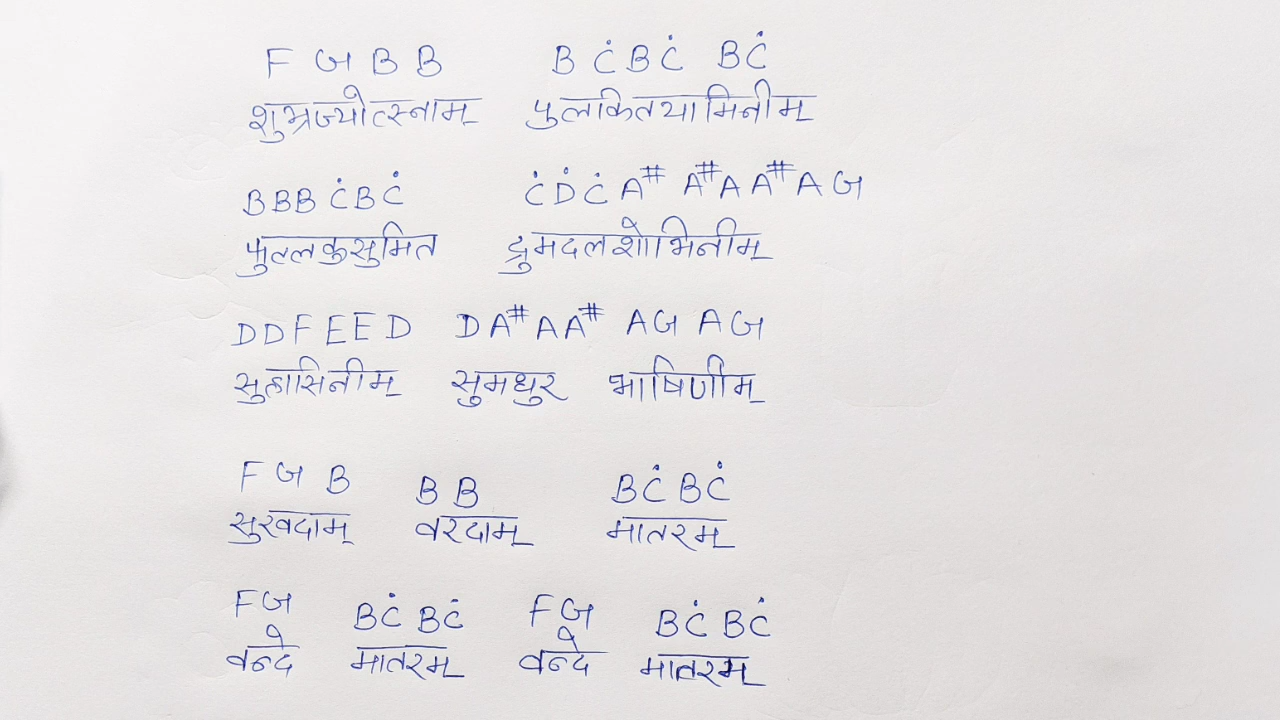 F G B B B Ċ B Ċ B Ċ
शुभ्रज्योत्स्नाम् पुलकितयामिनीम्
B B B Ċ B Ċ Ċ Ḋ Ċ A# A# A A# A G
फुल्लकुसुमित द्रुमदलशोभिनीम्
D D F E E D D A# A A# A G A G
सुहासिनीम् सुमधुर भाषिणीम्
F G B B B B Ċ B Ċ
सुखदाम् वरदाम् मातरम्
F G B Ċ B Ċ F G B Ċ B Ċ
वन्दे मातरम् वन्दे मातरम्